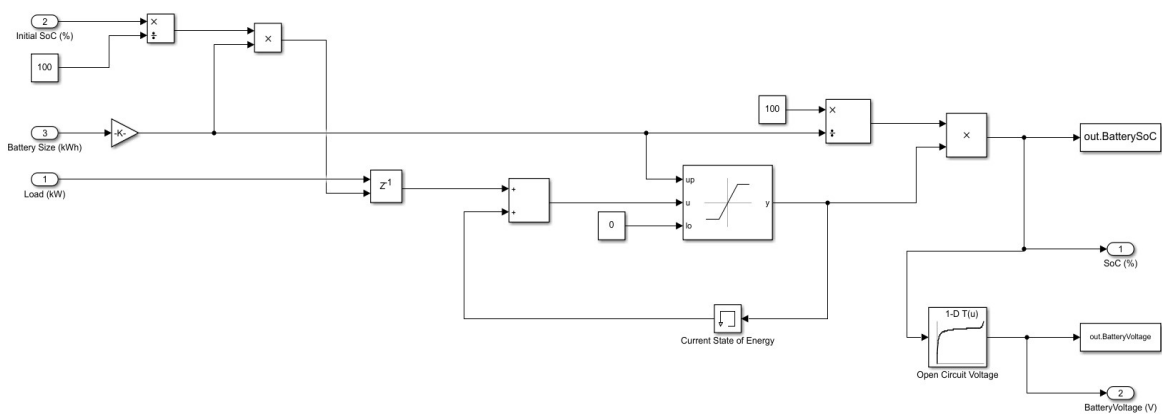 2
Initial SoC (%)
×
÷
×
100
3
Battery Size (kWh)
-K-
1
Load (kW)
z-1
+
+
0
up
u
lo
y
100
×
÷
×
out.BatterySoC
1
SoC (%)
Current State of Energy
1-D T(u)
Open Circuit Voltage
out.BatteryVoltage
2
BatteryVoltage (V)